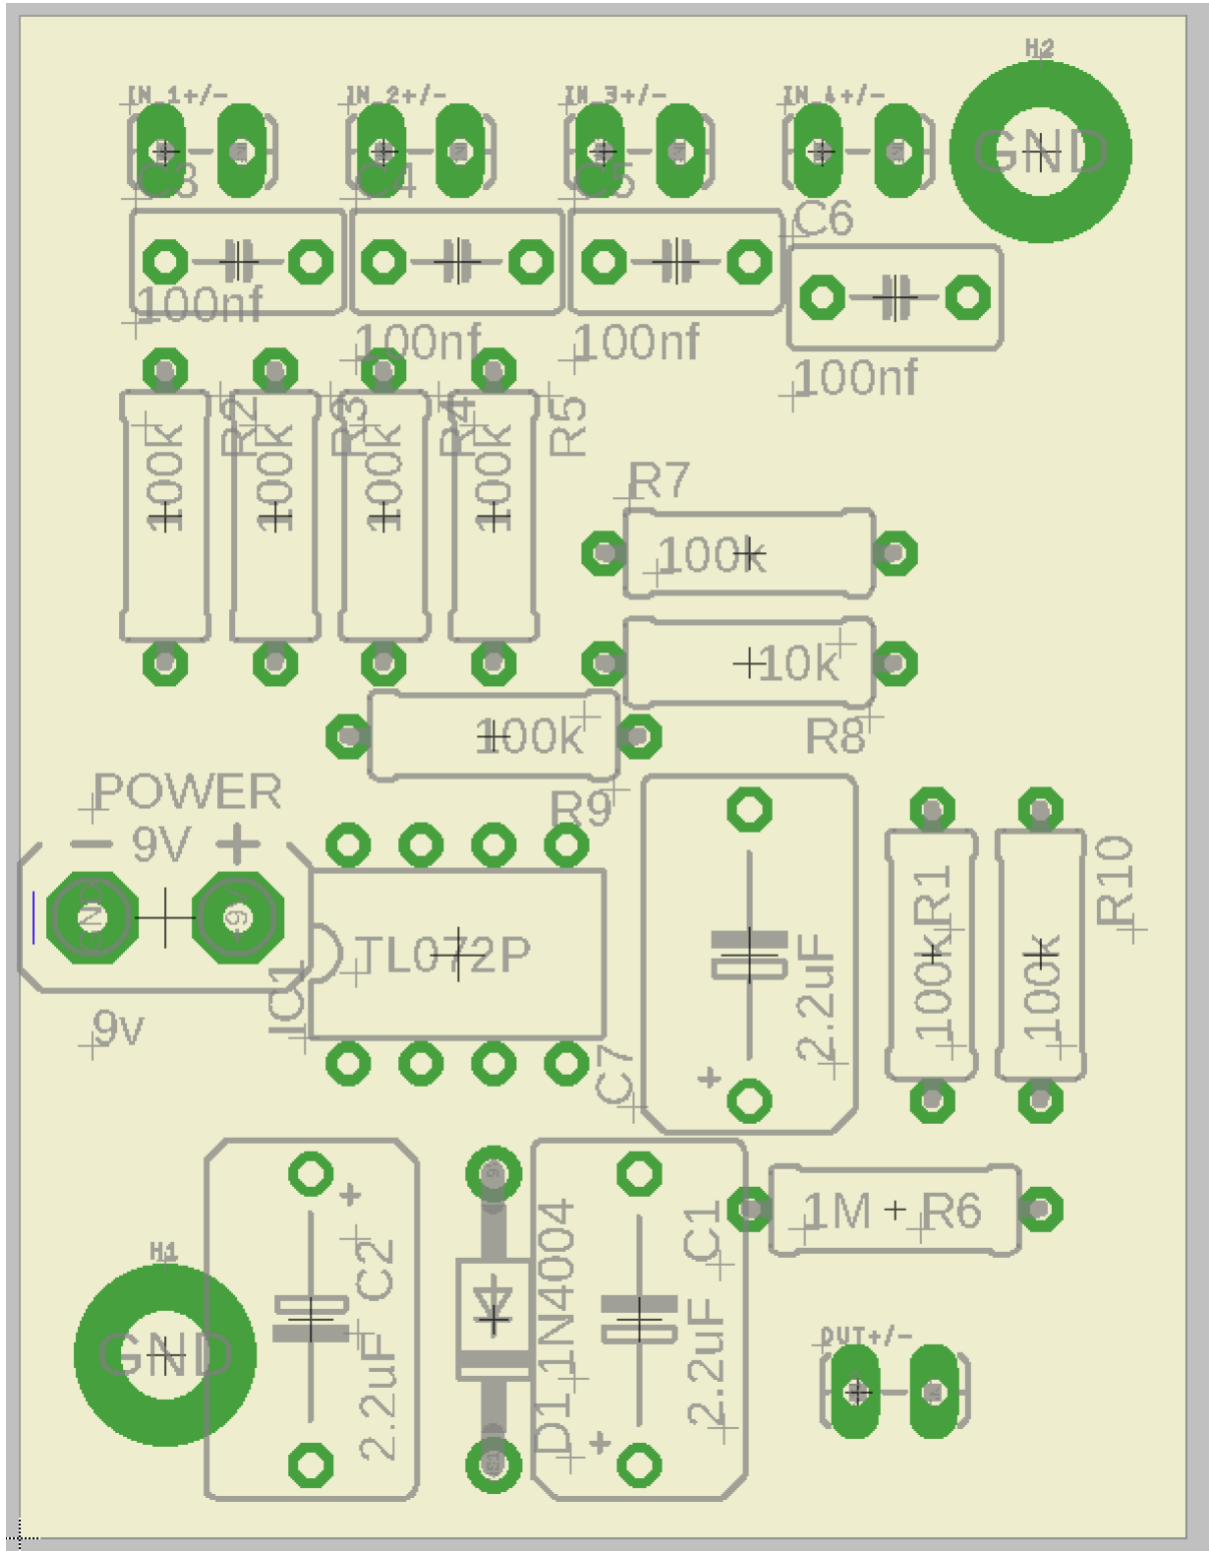 H2
IN_1+/- IN_2+/- IN_3+/- IN_4+/-
GND
C3 C4 C5
C6
100nf
100nf 100nf
100nf
R2 R3 R4 R5
100k 100k 100k 100k
R7
100k
10k
R8
100k
R9
POWER
- 9V +
GND +9V
TL072P
IC1
9v
2.2uF
C7
+
R1
100k
R10
100k
1M R6
+
C2
2.2uF
H1
GND
1N4004
D1
C1
2.2uF
+
OUT+/-